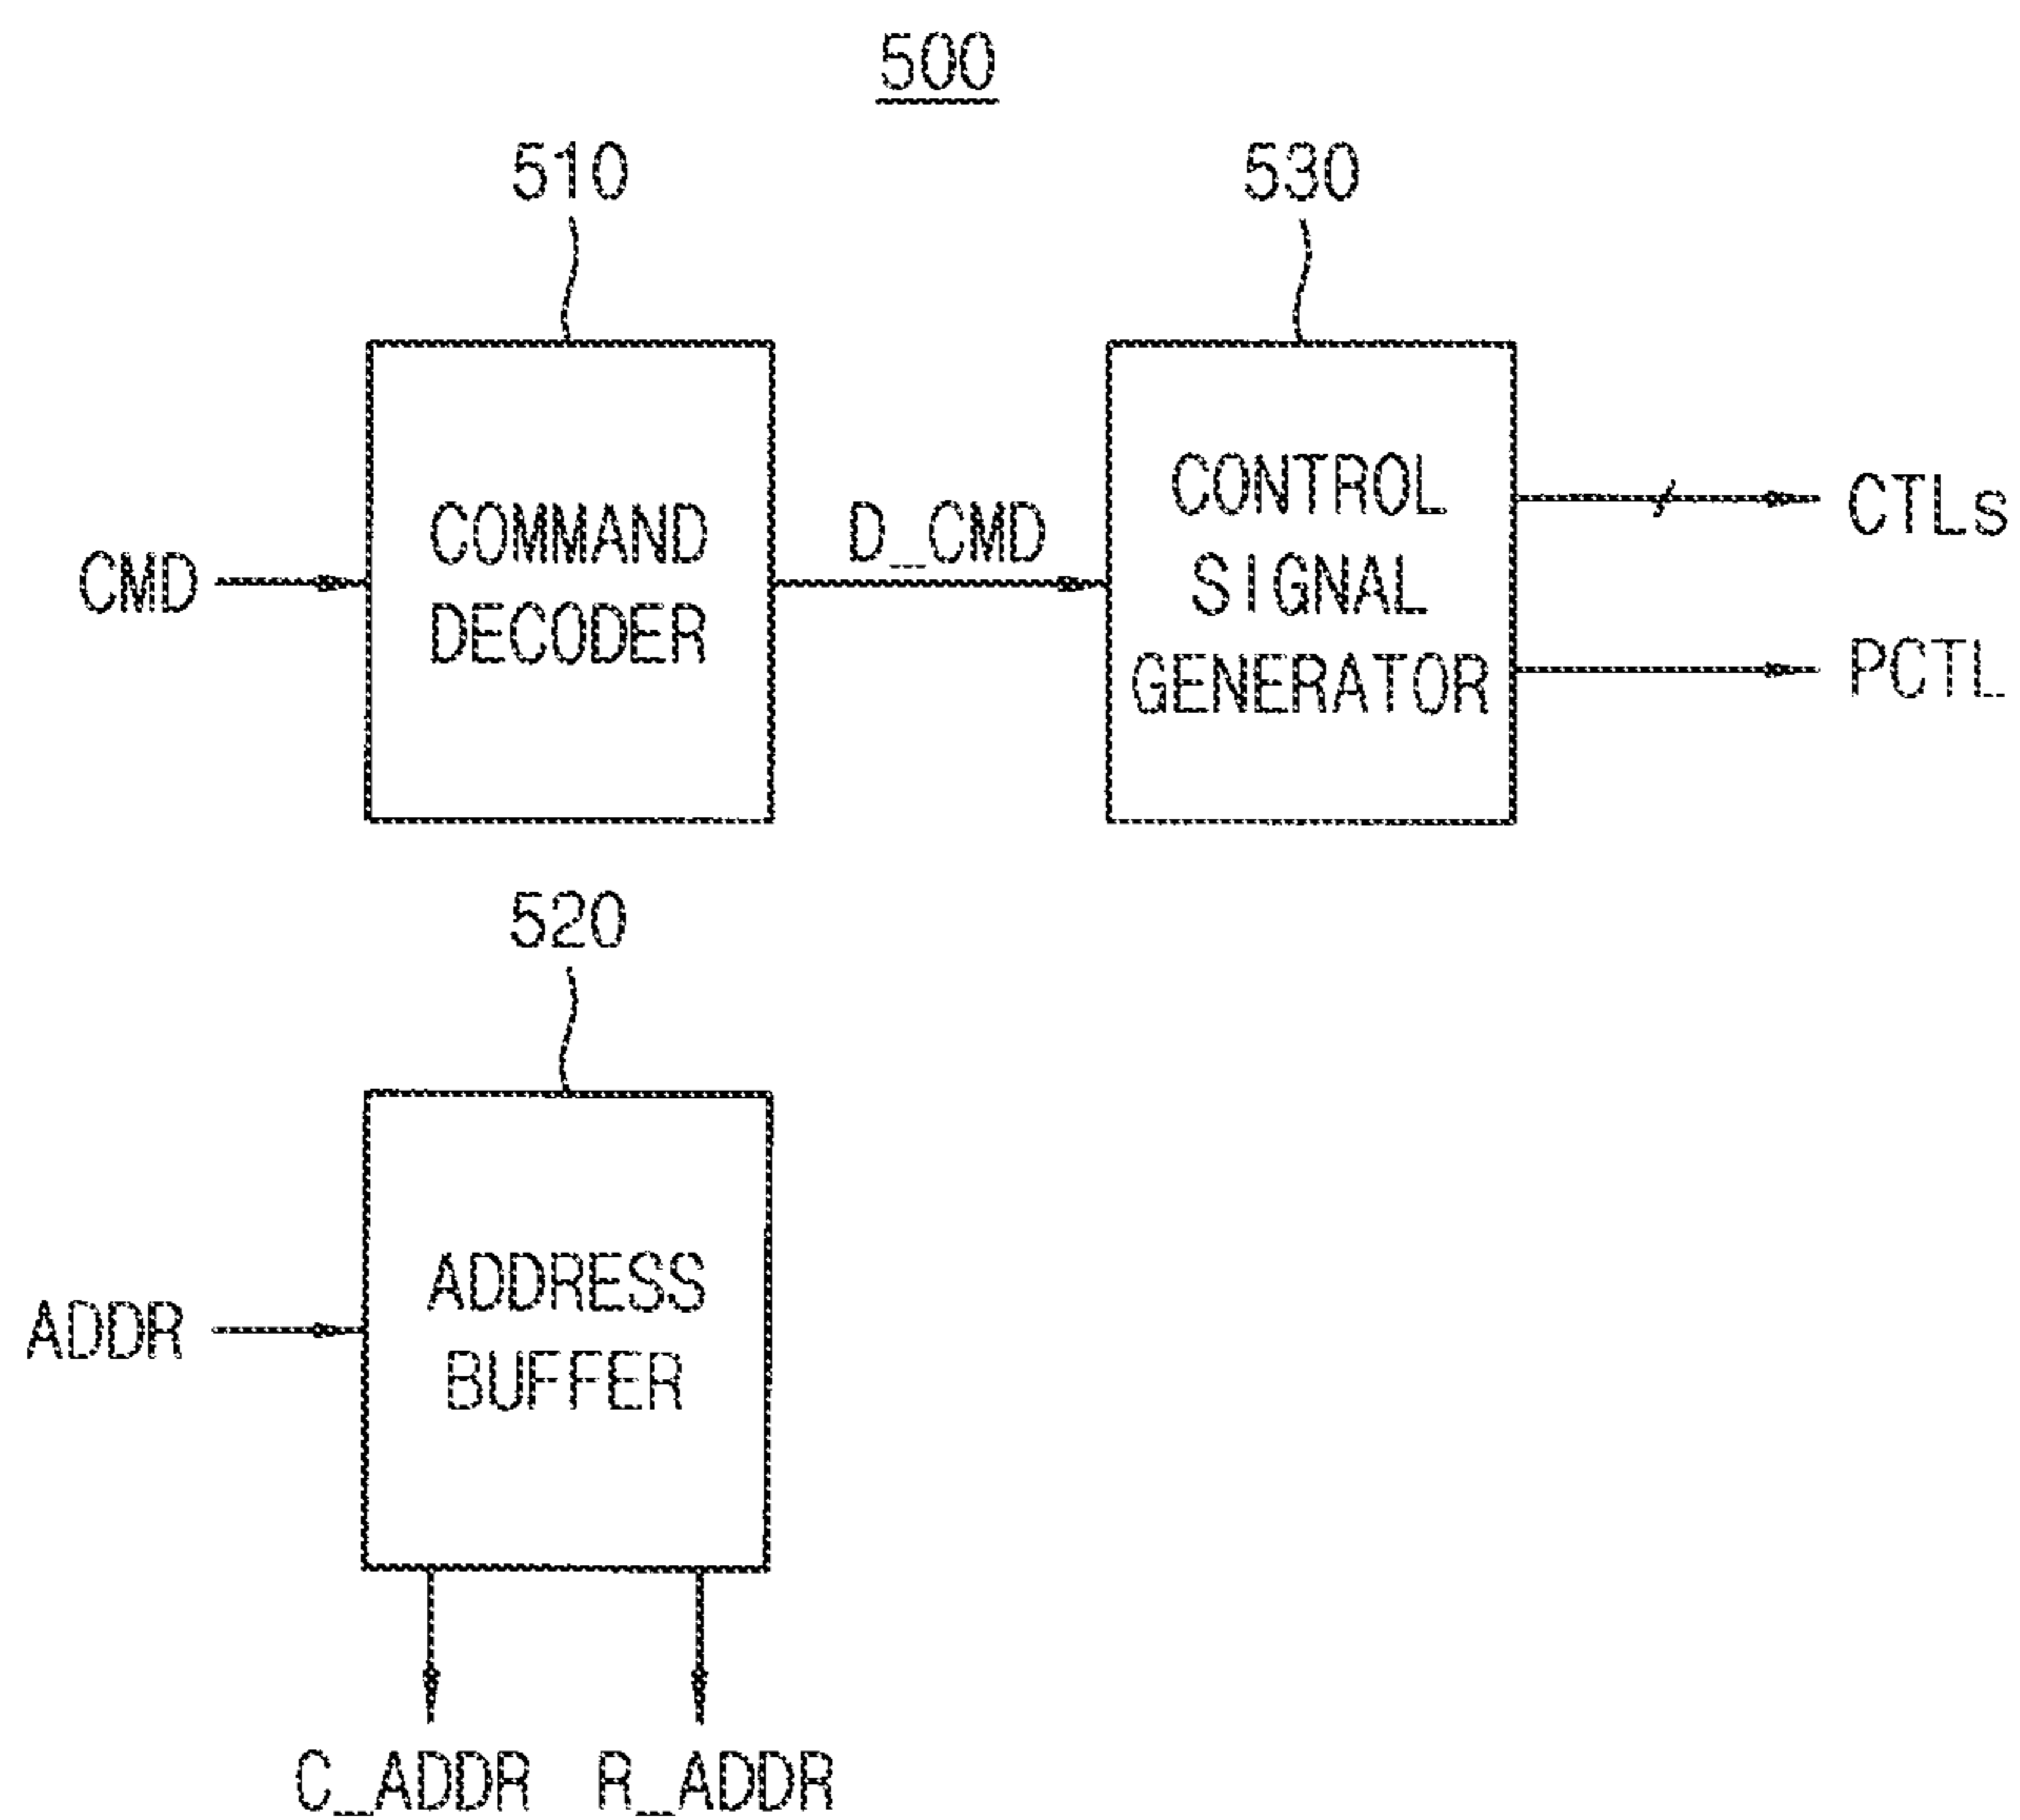 500
510
530
COMMAND
DECODER
CMD
D_CMD
CONTROL
SIGNAL
GENERATOR
CTLs
PCTL
520
ADDRESS
BUFFER
ADDR
C_ADDR
R_ADDR